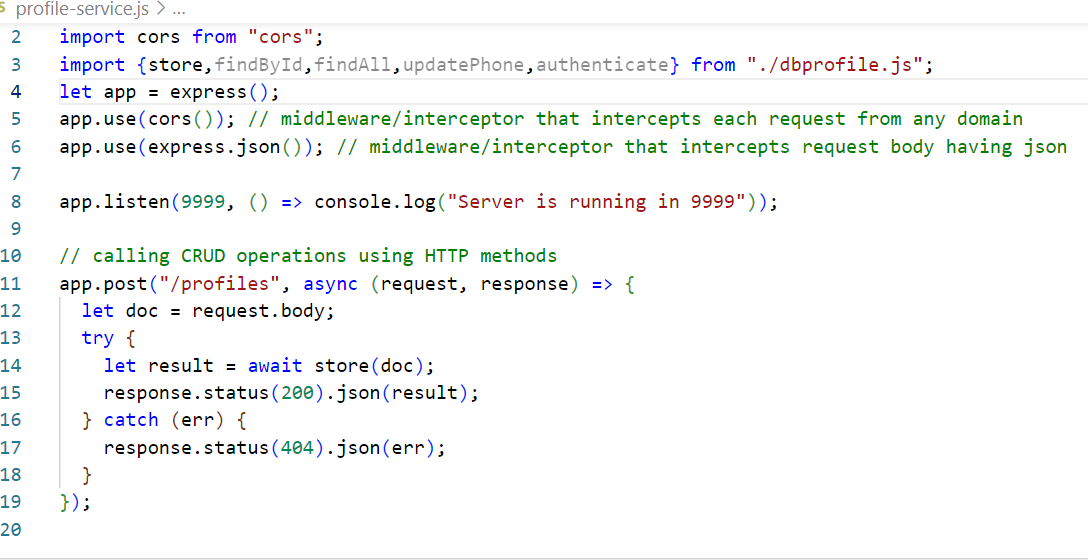 profile-service.js > ...
2 import cors from "cors";
3 import {store,findById,findAll,updatePhone,authenticate} from "./dbprofile.js";
4 let app = express();
5 app.use(cors()); // middleware/interceptor that intercepts each request from any domain
6 app.use(express.json()); // middleware/interceptor that intercepts request body having json
7
8 app.listen(9999, () => console.log("Server is running in 9999"));
9
10 // calling CRUD operations using HTTP methods
11 app.post("/profiles", async (request, response) => {
12   let doc = request.body;
13   try {
14     let result = await store(doc);
15     response.status(200).json(result);
16   } catch (err) {
17     response.status(404).json(err);
18   }
19 });
20